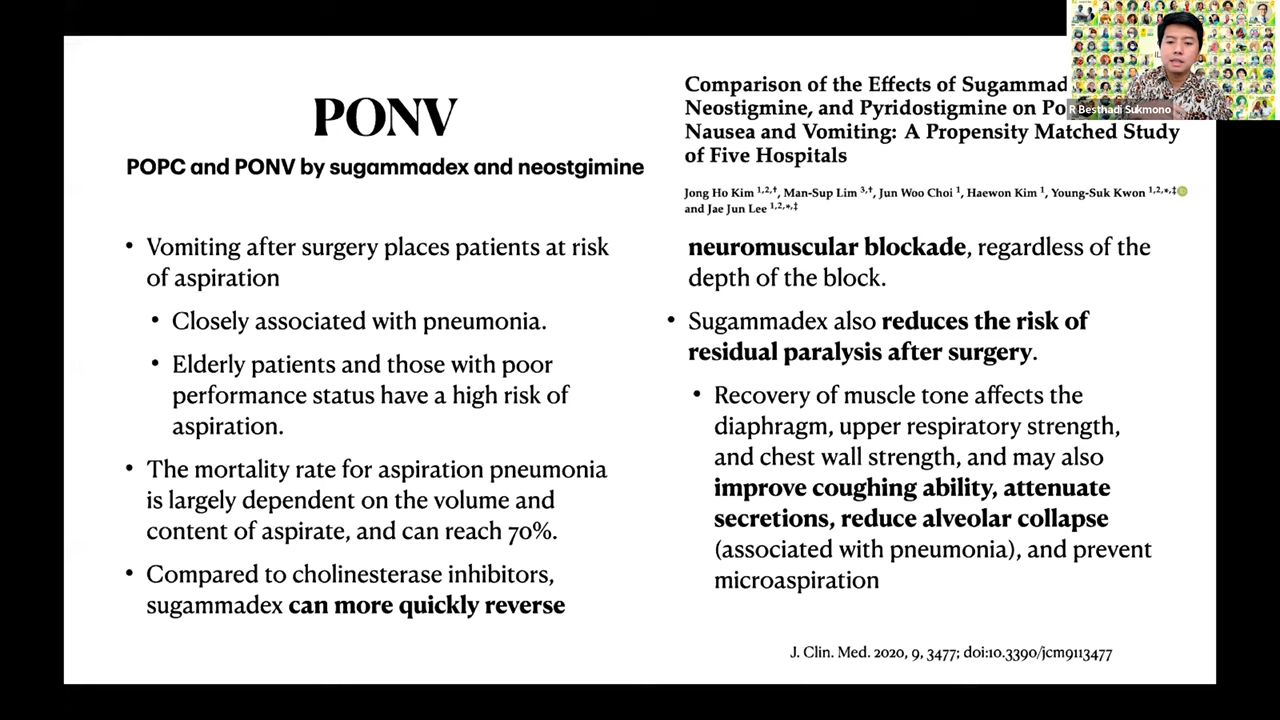 PONV
POPC and PONV by sugammadex and neostgimine
• Vomiting after surgery places patients at risk
of aspiration
• Closely associated with pneumonia.
• Elderly patients and those with poor
performance status have a high risk of
aspiration.
• The mortality rate for aspiration pneumonia
is largely dependent on the volume and
content of aspirate, and can reach 70%.
• Compared to cholinesterase inhibitors,
sugammadex can more quickly reverse
Comparison of the Effects of Sugammad
Neostigmine, and Pyridostigmine on Po
Nausea and Vomiting: A Propensity Matched Study
of Five Hospitals
Jong Ho Kim 1,2,†, Man-Sup Lim 3,†, Jun Woo Choi 1, Haewon Kim 1, Young-Suk Kwon 1,2,*,‡
and Jae Jun Lee 1,2,*,‡
neuromuscular blockade, regardless of the
depth of the block.
• Sugammadex also reduces the risk of
residual paralysis after surgery.
• Recovery of muscle tone affects the
diaphragm, upper respiratory strength,
and chest wall strength, and may also
improve coughing ability, attenuate
secretions, reduce alveolar collapse
(associated with pneumonia), and prevent
microaspiration
J. Clin. Med. 2020, 9, 3477; doi:10.3390/jcm9113477
R Besthadi Sukmono